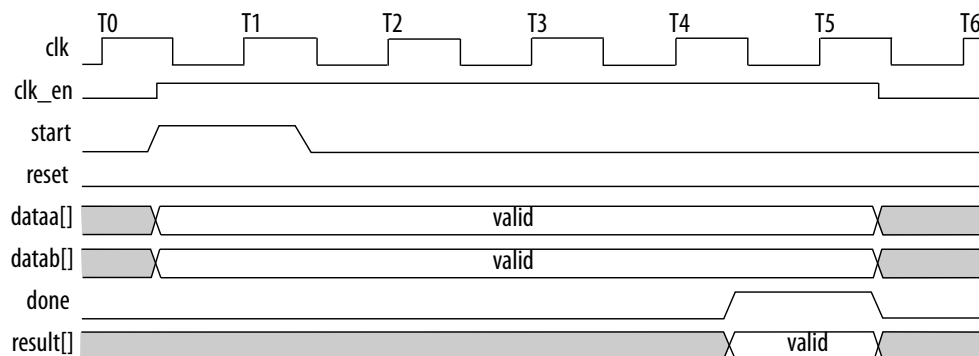 T0 T1 T2 T3 T4 T5 T6
clk
clk_en
start
reset
dataa[] valid
datab[] valid
done
result[] valid